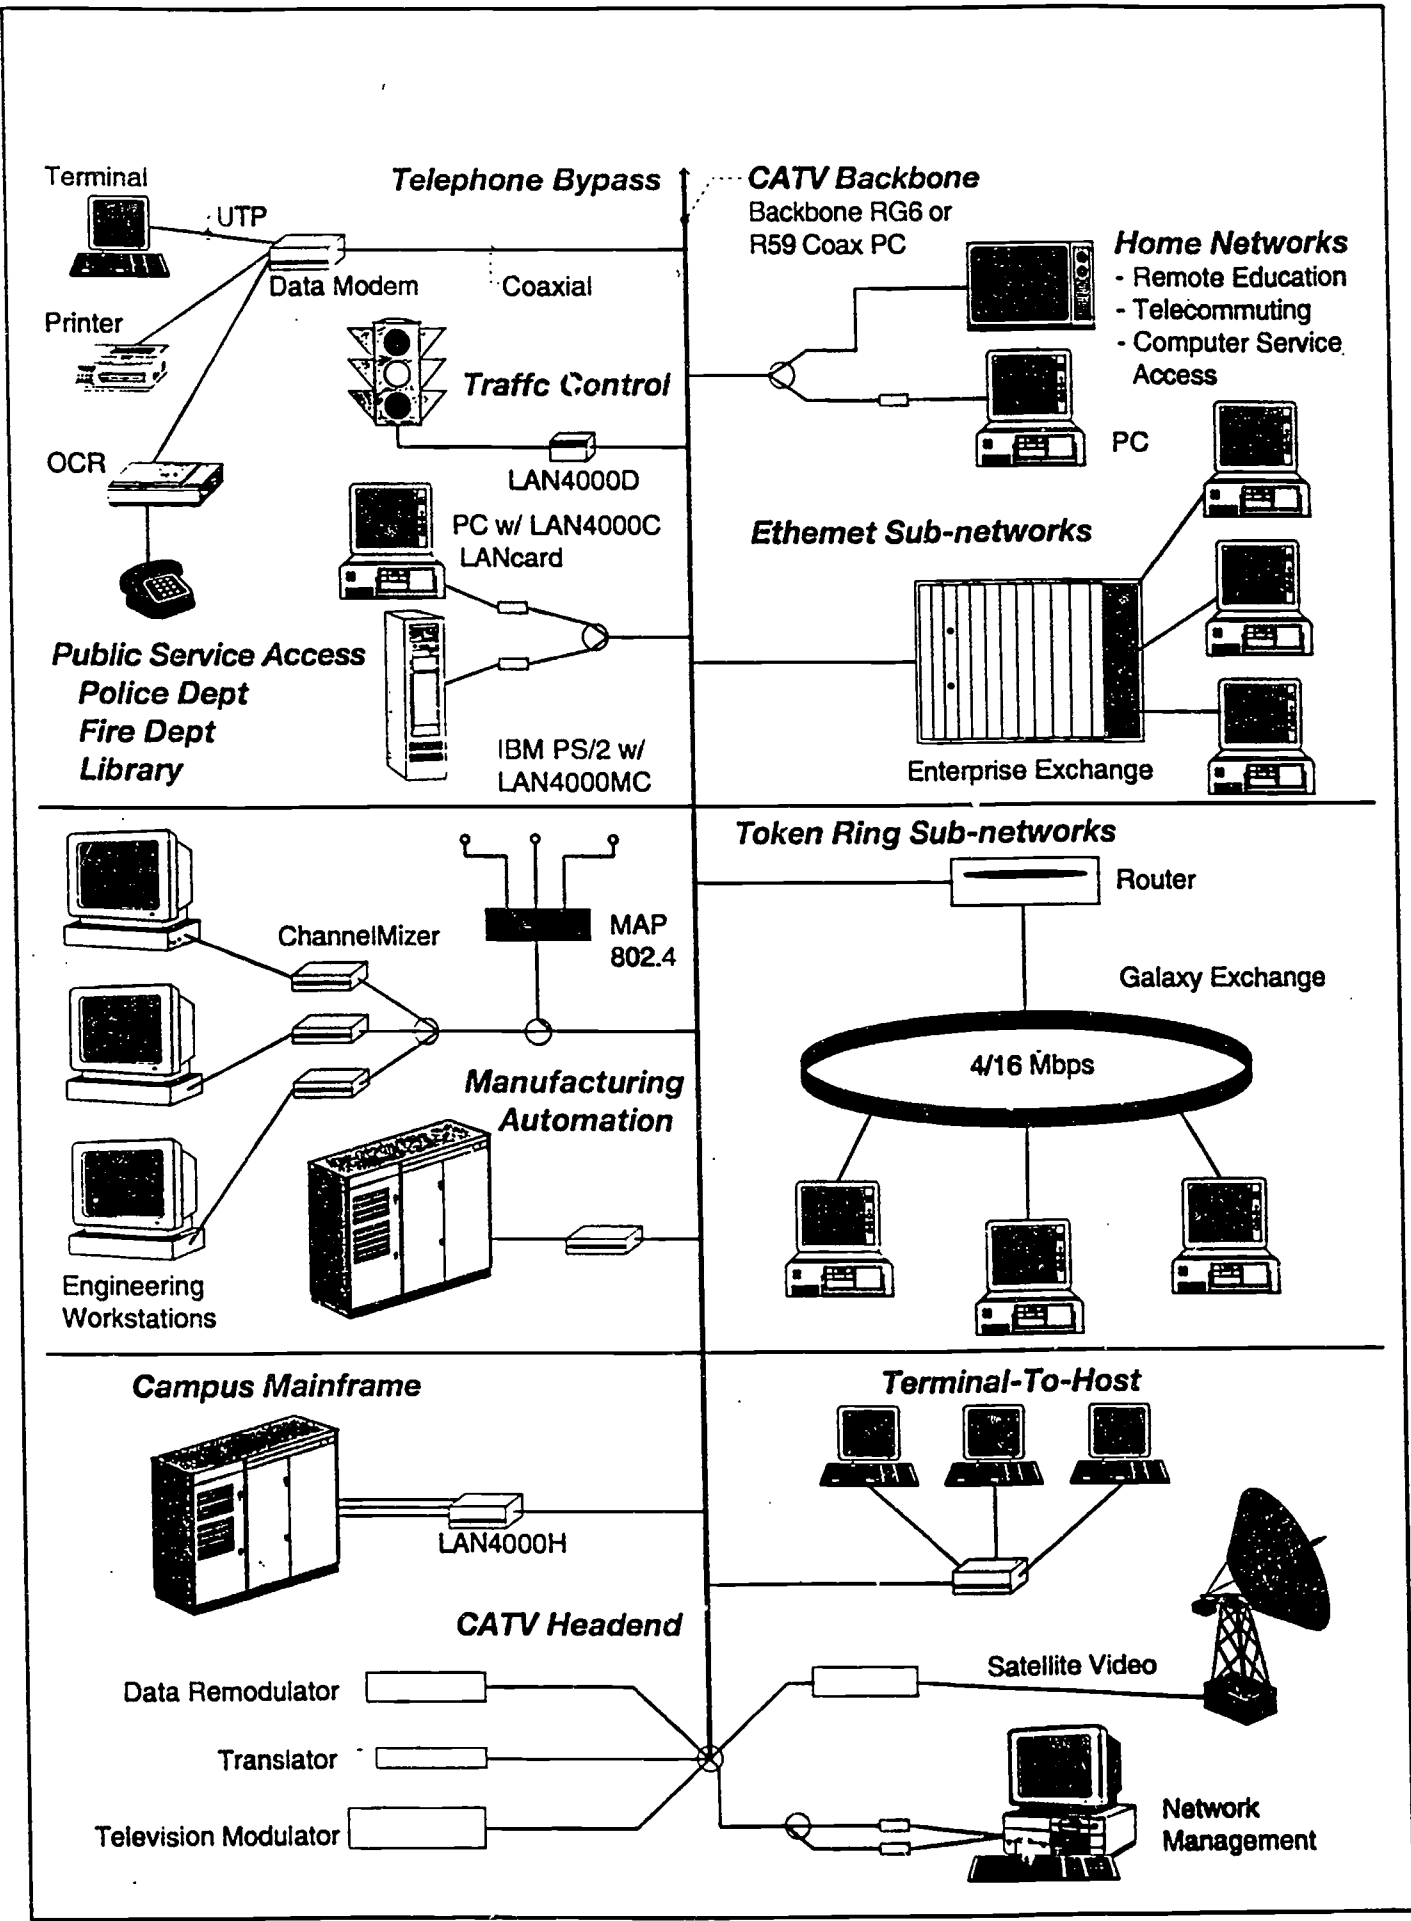 Terminal
UTP
Telephone Bypass
CATV Backbone
Backbone RG6 or
R59 Coax PC
Data Modem
Coaxial
Home Networks
- Remote Education
- Telecommuting
- Computer Service
Access
Printer
Traffc Control
PC
OCR
LAN4000D
PC w/ LAN4000C
LANcard
Ethemet Sub-networks
Public Service Access
Police Dept
Fire Dept
Library
IBM PS/2 w/
LAN4000MC
Enterprise Exchange
Token Ring Sub-networks
Router
ChannelMizer
MAP
802.4
Galaxy Exchange
4/16 Mbps
Manufacturing
Automation
Engineering
Workstations
Campus Mainframe
Terminal-To-Host
LAN4000H
CATV Headend
Satellite Video
Data Remodulator
Translator
Television Modulator
Network
Management